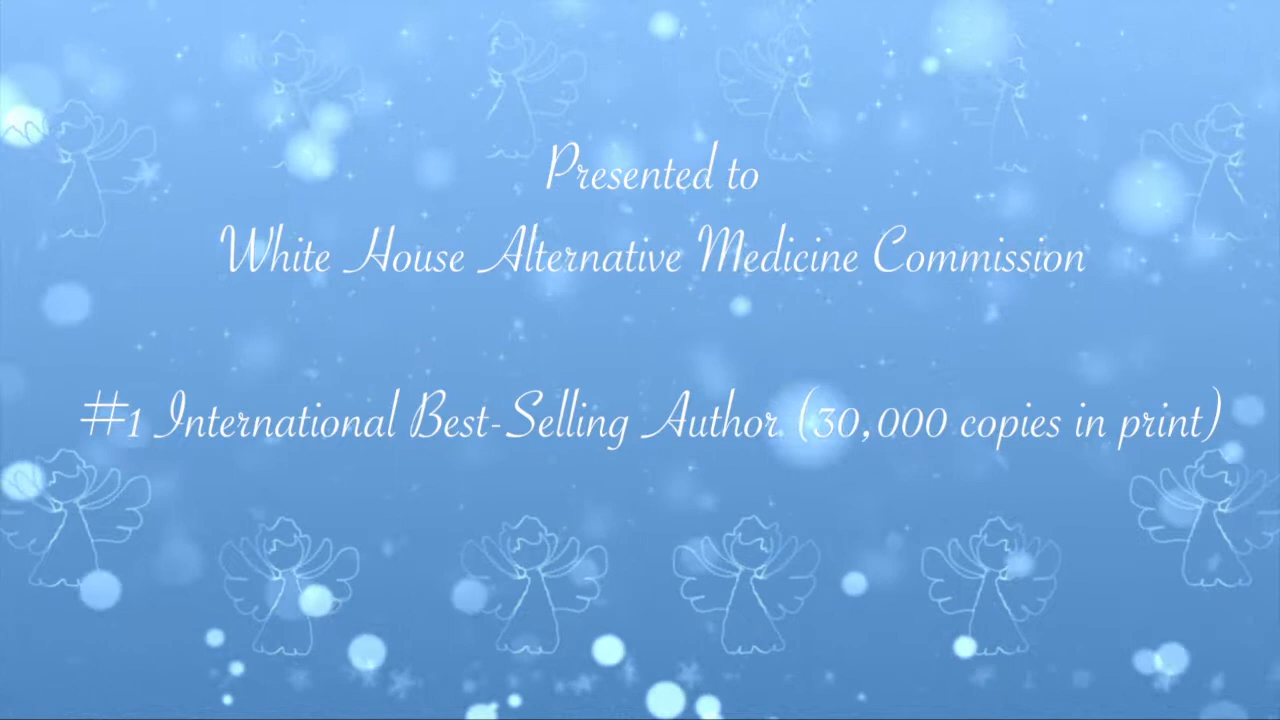 Presented to
White House Alternative Medicine Commission
#1 International Best-Selling Author (30,000 copies in print)